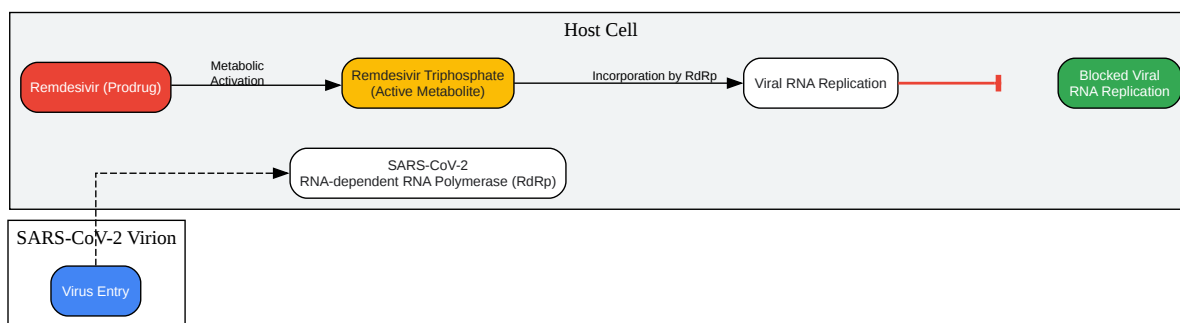 Host Cell
Remdesivir (Prodrug)
Metabolic
Activation
Remdesivir Triphosphate
(Active Metabolite)
Incorporation by RdRp
Viral RNA Replication
Blocked Viral
RNA Replication
SARS-CoV-2
RNA-dependent RNA Polymerase (RdRp)
SARS-CoV-2 Virion
Virus Entry